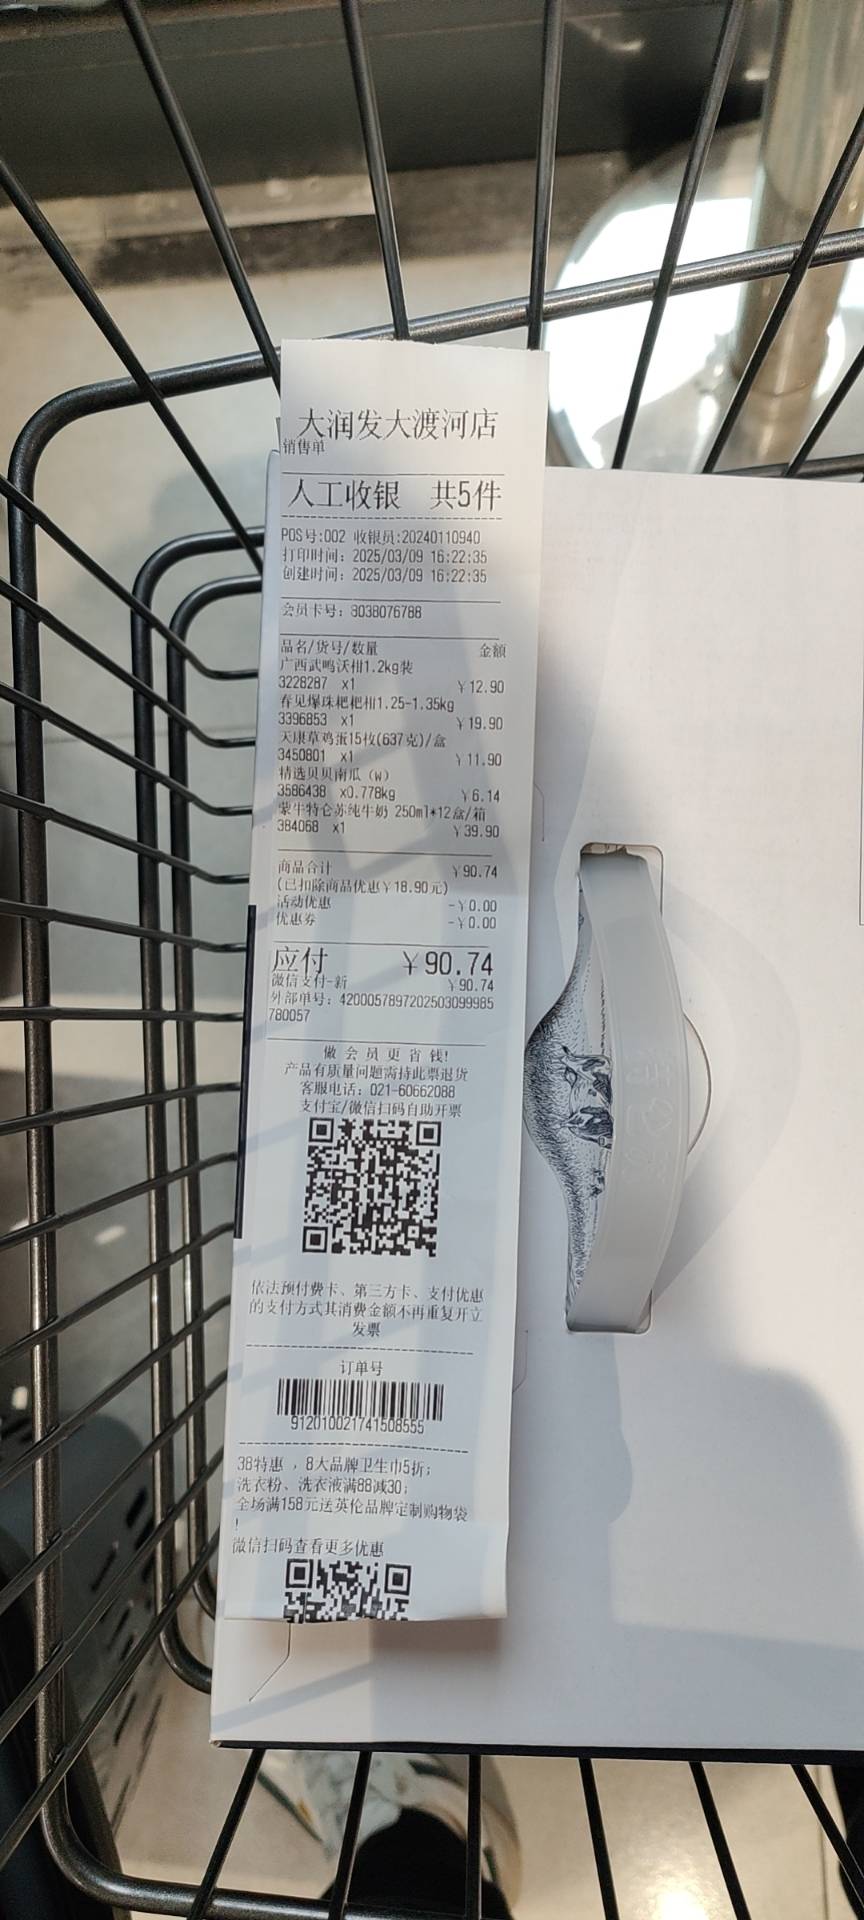 大润发大渡河店
销售单
人工收银 共5件
POS号:002 收银员:20240110940
打印时间: 2025/03/09 16:22:35
创建时间: 2025/03/09 16:22:35
会员卡号: 8038076788
品名/货号/数量 金额
广西武鸣沃柑1.2kg装
3228287 x1 ￥12.90
春见爆珠粑粑柑1.25-1.35kg
3396853 x1 ￥19.90
天康草鸡蛋15枚(637克)/盒
3450801 x1 ￥11.90
精选贝贝南瓜（W）
3586438 x0.778kg ￥6.14
蒙牛特仑苏纯牛奶 250ml*12盒/箱
384068 x1 ￥39.90
商品合计 ￥90.74
(已扣除商品优惠￥18.90元)
活动优惠 -￥0.00
优惠券 -￥0.00
应付 ￥90.74
微信支付-新 ￥90.74
外部单号: 4200057897202503099985
780057
做 会 员 更 省 钱!
产品有质量问题需持此票退货
客服电话: 021-60662088
支付宝/微信扫码自助开票
依法预付费卡、第三方卡、支付优惠
的支付方式其消费金额不再重复开立
发票
订单号
912010021741508555
38特惠 ，8大品牌卫生巾5折;
洗衣粉、洗衣液满88减30;
全场满158元送英伦品牌定制购物袋
!
微信扫码查看更多优惠